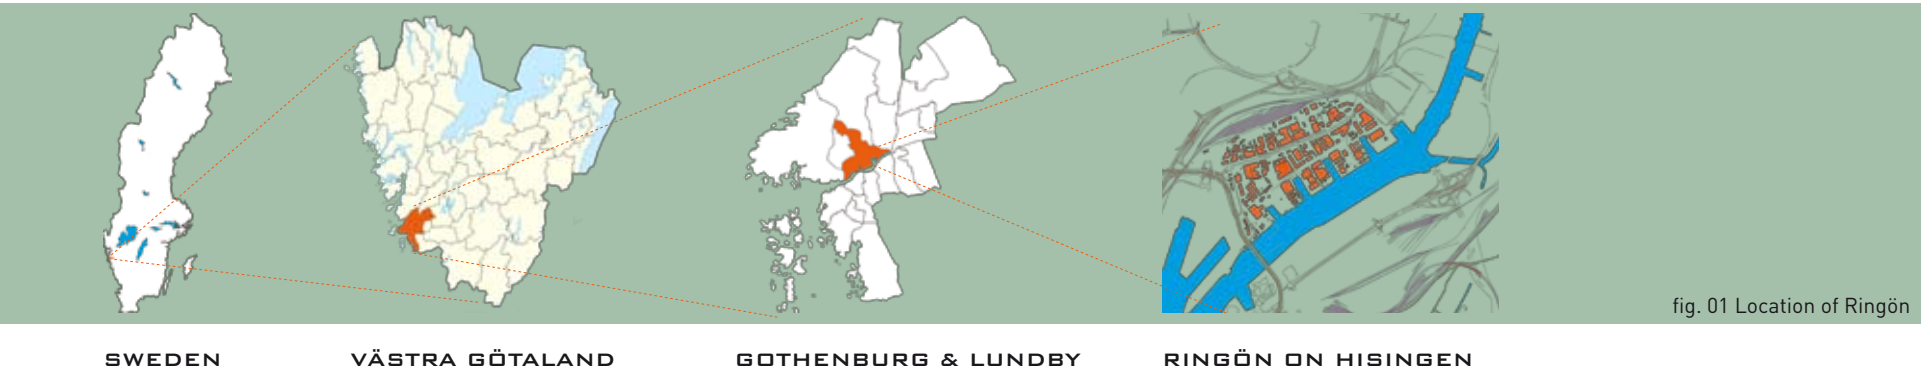 fig. 01 Location of Ringön
SWEDEN
VÄSTRA GÖTALAND
GOTHENBURG & LUNDBY
RINGÖN ON HISINGEN